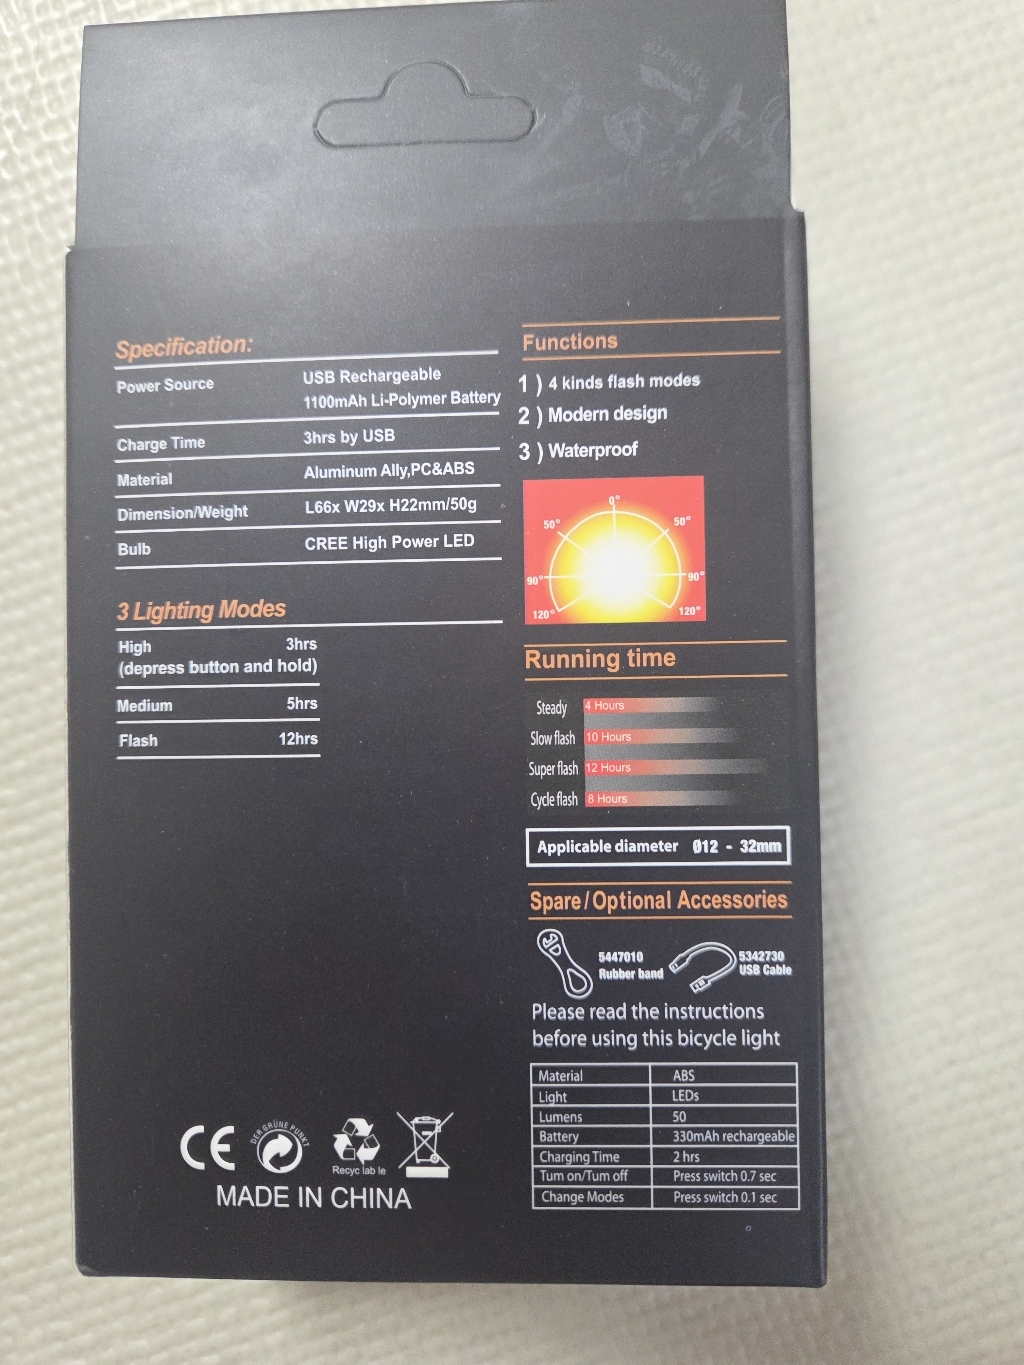 Specification:
Power Source USB Rechargeable
1100mAh Li-Polymer Battery
Charge Time 3hrs by USB
Material Aluminum Ally,PC&ABS
Dimension/Weight L66x W29x H22mm/50g
Bulb CREE High Power LED
3 Lighting Modes
High 3hrs
(depress button and hold)
Medium 5hrs
Flash 12hrs
Functions
1 ) 4 kinds flash modes
2 ) Modern design
3 ) Waterproof
0°
50° 50°
90° 90°
120° 120°
Running time
Steady 4 Hours
Slow flash 10 Hours
Super flash 12 Hours
Cycle flash 8 Hours
Applicable diameter Ø12 - 32mm
Spare/Optional Accessories
5447010
Rubber band
5342730
USB Cable
Please read the instructions
before using this bicycle light
Material ABS
Light LEDs
Lumens 50
Battery 330mAh rechargeable
Charging Time 2 hrs
Turn on/Turn off Press switch 0.7 sec
Change Modes Press switch 0.1 sec
CE
DER GRÜNE PUNKT
Recyc lab le
MADE IN CHINA